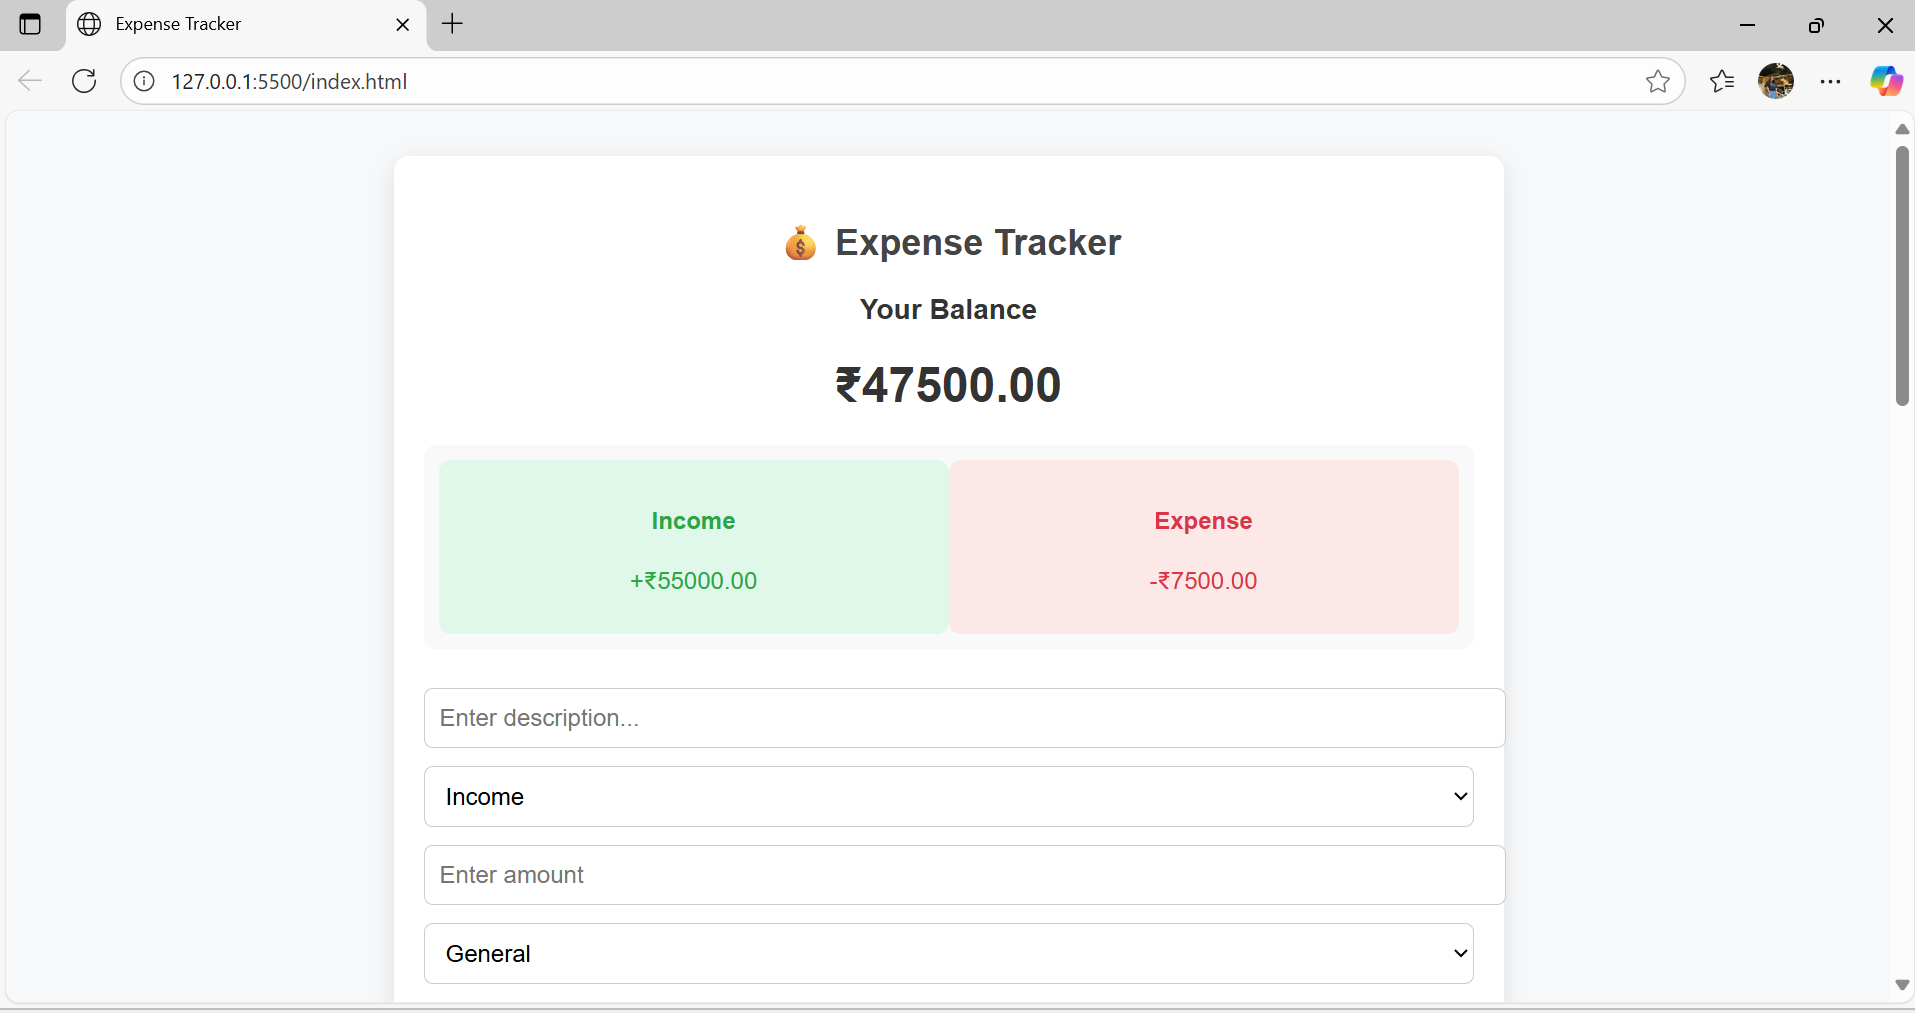 Expense Tracker
127.0.0.1:5500/index.html
💰 Expense Tracker
Your Balance
₹47500.00
Income
+₹55000.00
Expense
-₹7500.00
Enter description...
Income
Enter amount
General